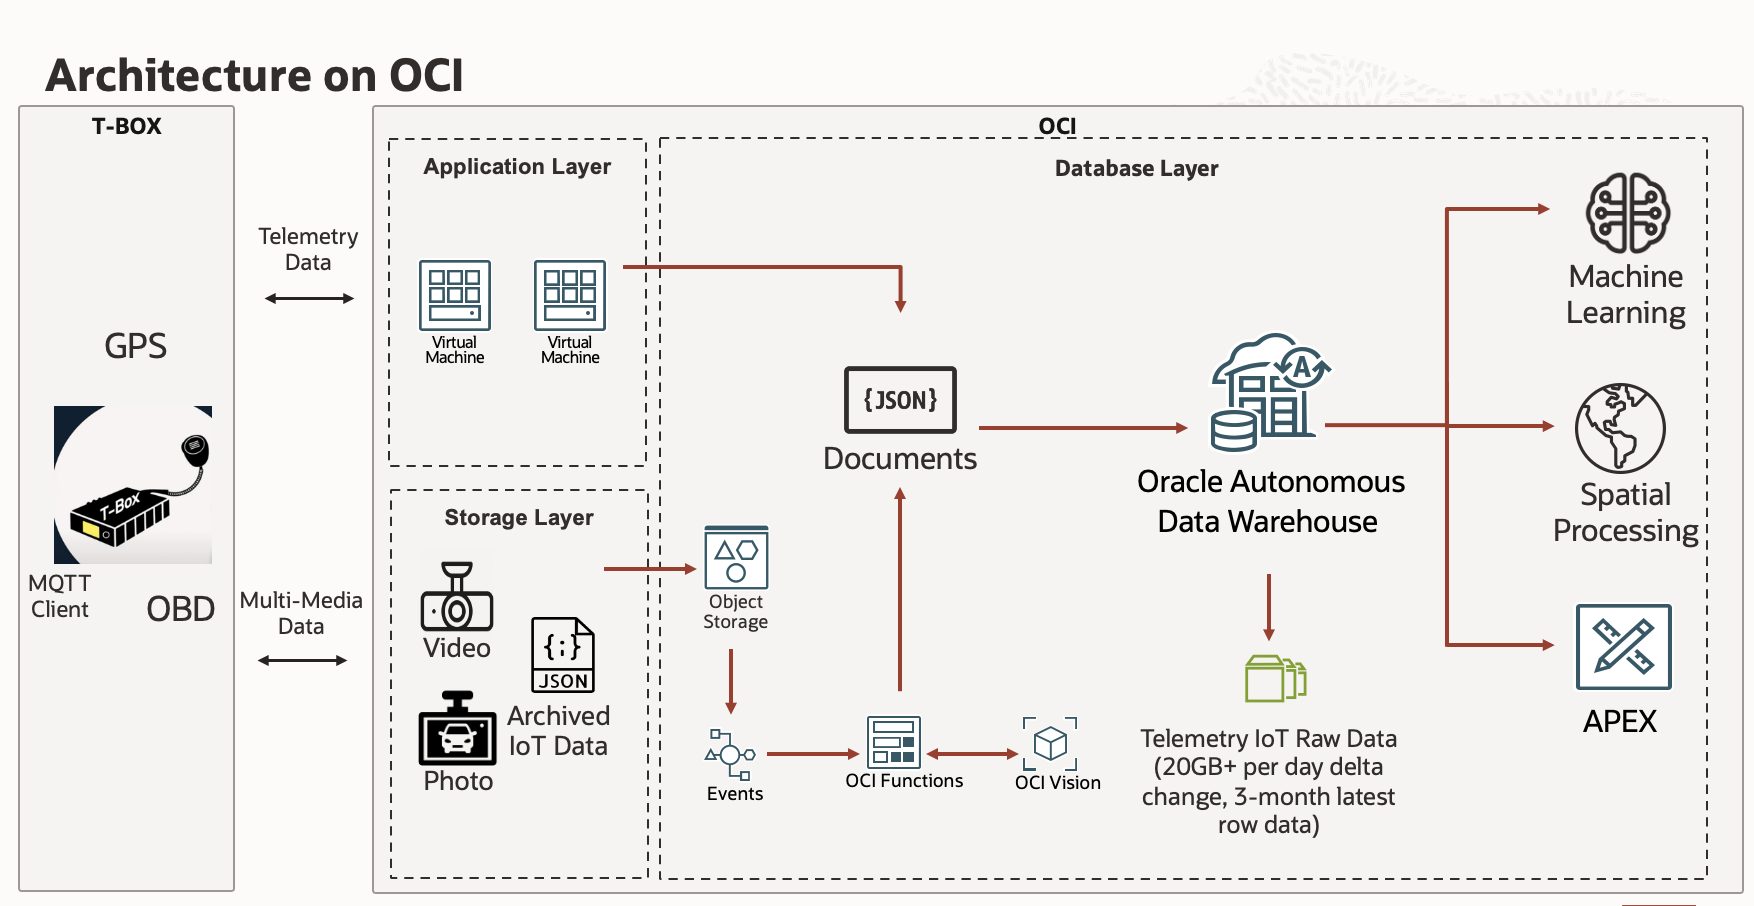 Architecture on OCI
T-BOX
GPS
T-Box
MQTT
Client
OBD
Telemetry
Data
Multi-Media
Data
OCI
Application Layer
Virtual
Machine
Virtual
Machine
Storage Layer
Video
{:}
JSON
Archived
IoT Data
Photo
Database Layer
{JSON}
Documents
Object
Storage
Events
OCI Functions
OCI Vision
A
Oracle Autonomous
Data Warehouse
Telemetry IoT Raw Data
(20GB+ per day delta
change, 3-month latest
row data)
Machine
Learning
Spatial
Processing
APEX